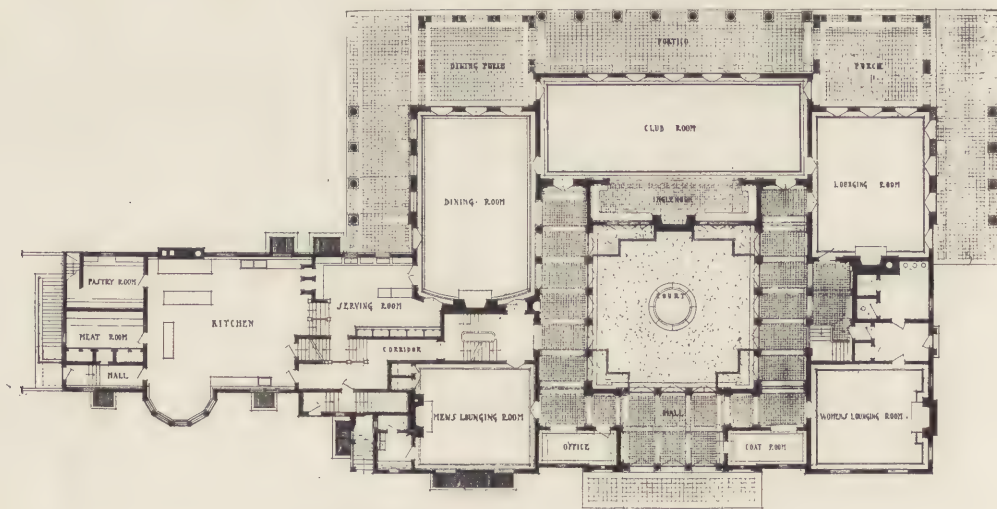 PORTICO
DINING PORCH
PORCH
CLUB ROOM
LOUNGING ROOM
DINING ROOM
INGLENOOK
PASTRY ROOM
COURT
SERVING ROOM
KITCHEN
MEAT ROOM
CORRIDOR
HALL
MENS LOUNGING ROOM
HALL
WOMENS LOUNGING ROOM
OFFICE
COAT ROOM